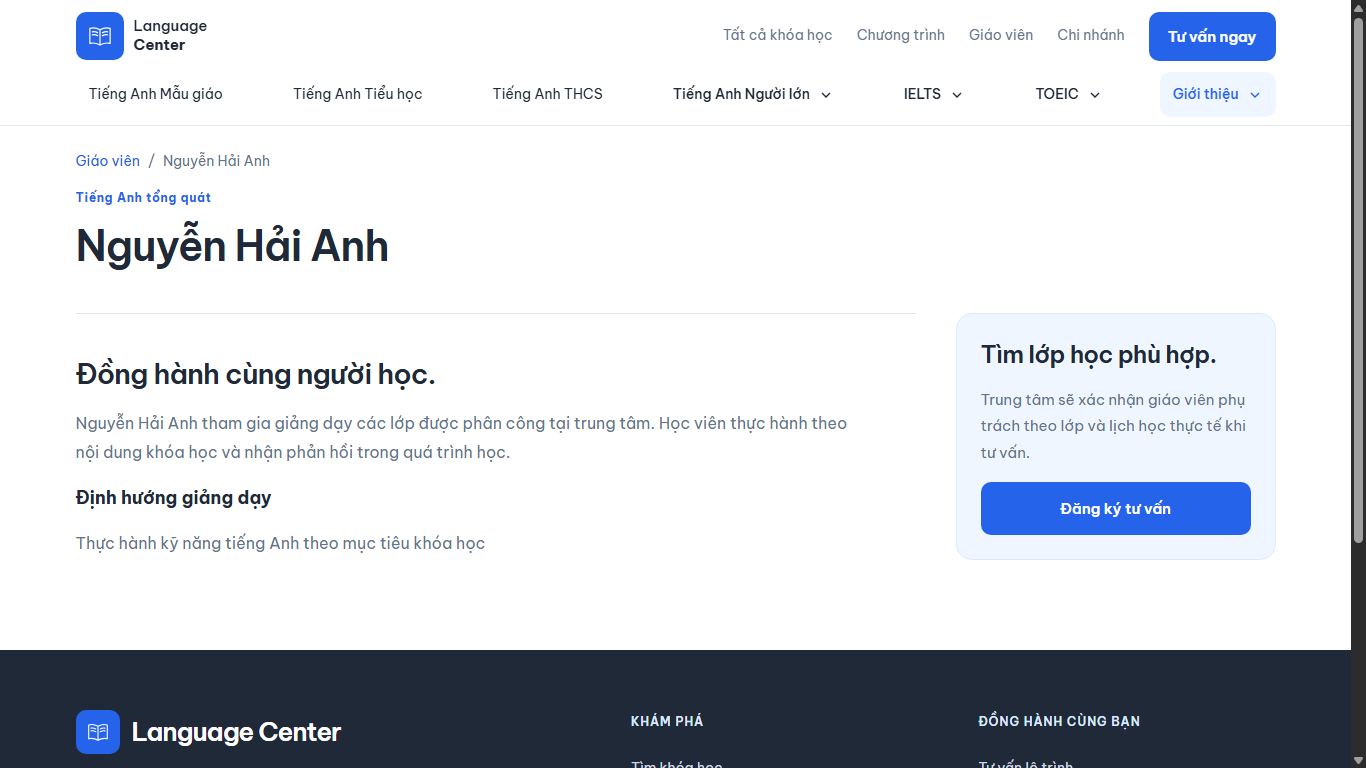 Language
Center
Tất cả khóa học
Chương trình
Giáo viên
Chi nhánh
Tư vấn ngay
Tiếng Anh Mẫu giáo
Tiếng Anh Tiểu học
Tiếng Anh THCS
Tiếng Anh Người lớn
IELTS
TOEIC
Giới thiệu
Giáo viên / Nguyễn Hải Anh
Tiếng Anh tổng quát
Nguyễn Hải Anh
Đồng hành cùng người học.
Nguyễn Hải Anh tham gia giảng dạy các lớp được phân công tại trung tâm. Học viên thực hành theo
nội dung khóa học và nhận phản hồi trong quá trình học.
Định hướng giảng dạy
Thực hành kỹ năng tiếng Anh theo mục tiêu khóa học
Tìm lớp học phù hợp.
Trung tâm sẽ xác nhận giáo viên phụ
trách theo lớp và lịch học thực tế khi
tư vấn.
Đăng ký tư vấn
Language Center
KHÁM PHÁ
Tìm khóa học
ĐỒNG HÀNH CÙNG BẠN
Tư vấn lộ trình